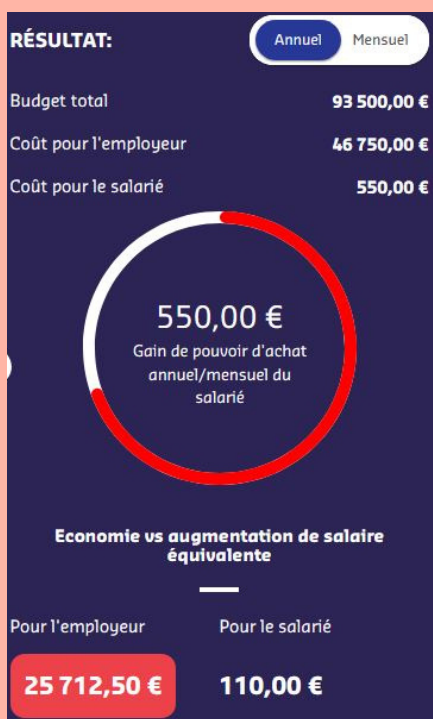 RÉSULTAT:
Annuel Mensuel
Budget total 93 500,00 €
Coût pour l'employeur 46 750,00 €
Coût pour le salarié 550,00 €
550,00 €
Gain de pouvoir d'achat
annuel/mensuel du
salarié
Economie vs augmentation de salaire
équivalente
Pour l'employeur Pour le salarié
25 712,50 € 110,00 €